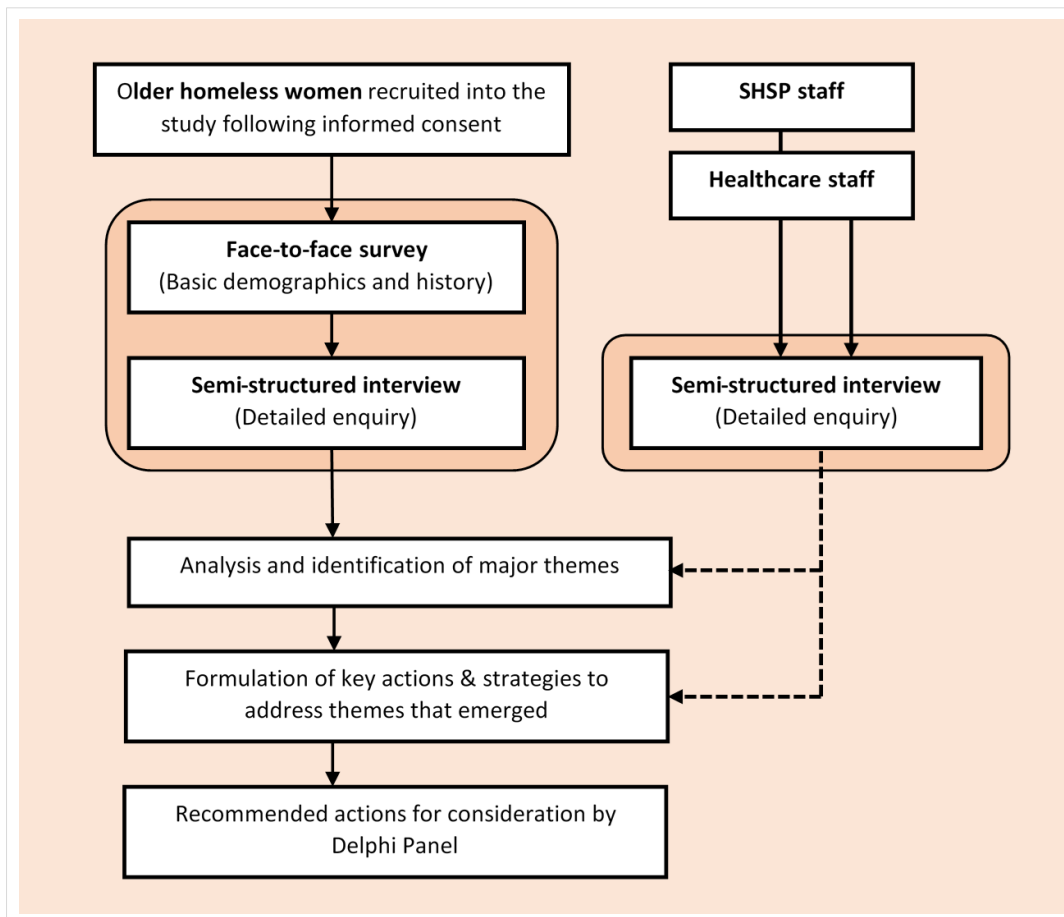 Older homeless women recruited into the
study following informed consent
SHSP staff
Healthcare staff
Face-to-face survey
(Basic demographics and history)
Semi-structured interview
(Detailed enquiry)
Semi-structured interview
(Detailed enquiry)
Analysis and identification of major themes
Formulation of key actions & strategies to
address themes that emerged
Recommended actions for consideration by
Delphi Panel